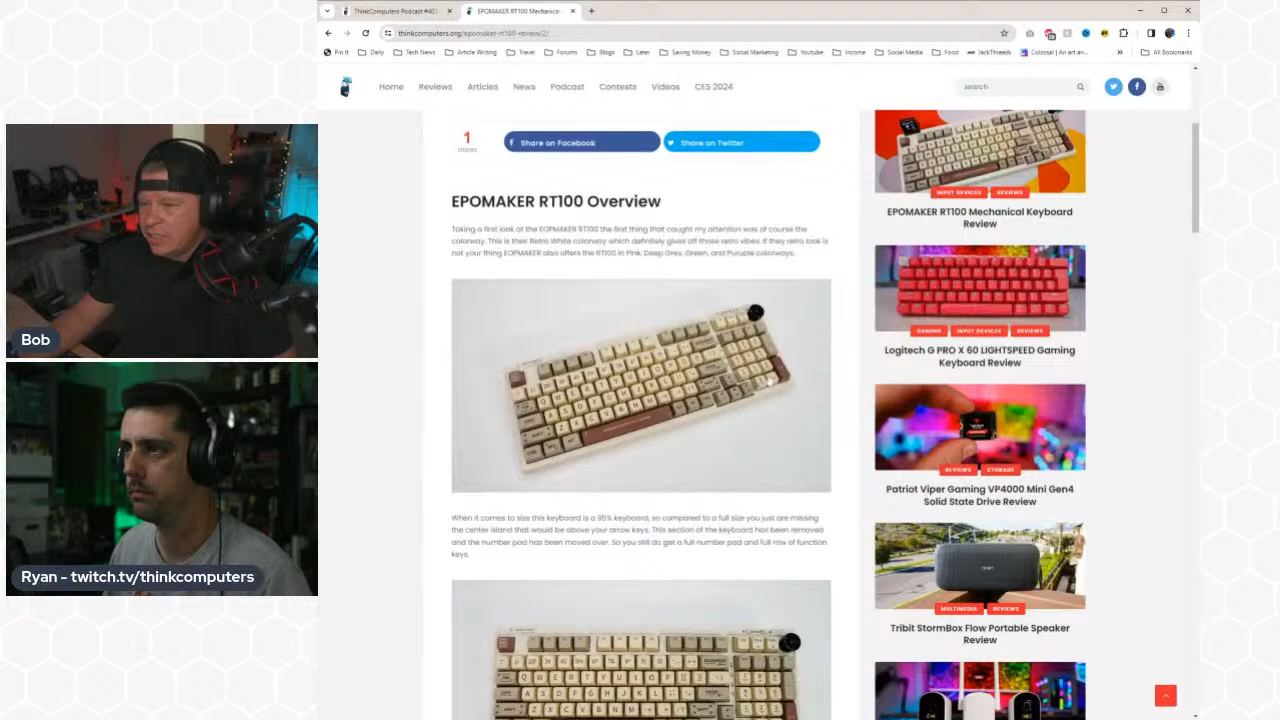 ThinkComputers Podcast #40
EPOMAKER RT100 Mechanical
thinkcomputers.org/epomaker-rt100-review/2/
Pin It
Daily
Tech News
Article Writing
Travel
Forums
Blogs
Later
Saving Money
Social Marketing
Youtube
Income
Social Media
Food
JackThreads
Colossal | An art an...
All Bookmarks
Home
Reviews
Articles
News
Podcast
Contests
Videos
CES 2024
search
1
shares
Share on Facebook
Share on Twitter
EPOMAKER RT100 Overview
Taking a first look at the EOPMAKER RT100 the first thing that caught my attention was of course the
colorway. This is their Retro White colorway which definitely gives off those retro vibes. If they retro look is
not your thing EOPMAKER also offers the RT100 in Pink, Deep Grey, Green, and Puruple colorways.
When it comes to size this keyboard is a 95% keyboard, so compared to a full size you just are missing
the center island that would be above your arrow keys. This section of the keyboard has been removed
and the number pad has been moved over. So you still do get a full number pad and full row of function
keys.
INPUT DEVICES
REVIEWS
EPOMAKER RT100 Mechanical Keyboard
Review
GAMING
INPUT DEVICES
REVIEWS
Logitech G PRO X 60 LIGHTSPEED Gaming
Keyboard Review
REVIEWS
STORAGE
Patriot Viper Gaming VP4000 Mini Gen4
Solid State Drive Review
MULTIMEDIA
REVIEWS
Tribit StormBox Flow Portable Speaker
Review
Bob
Ryan - twitch.tv/thinkcomputers